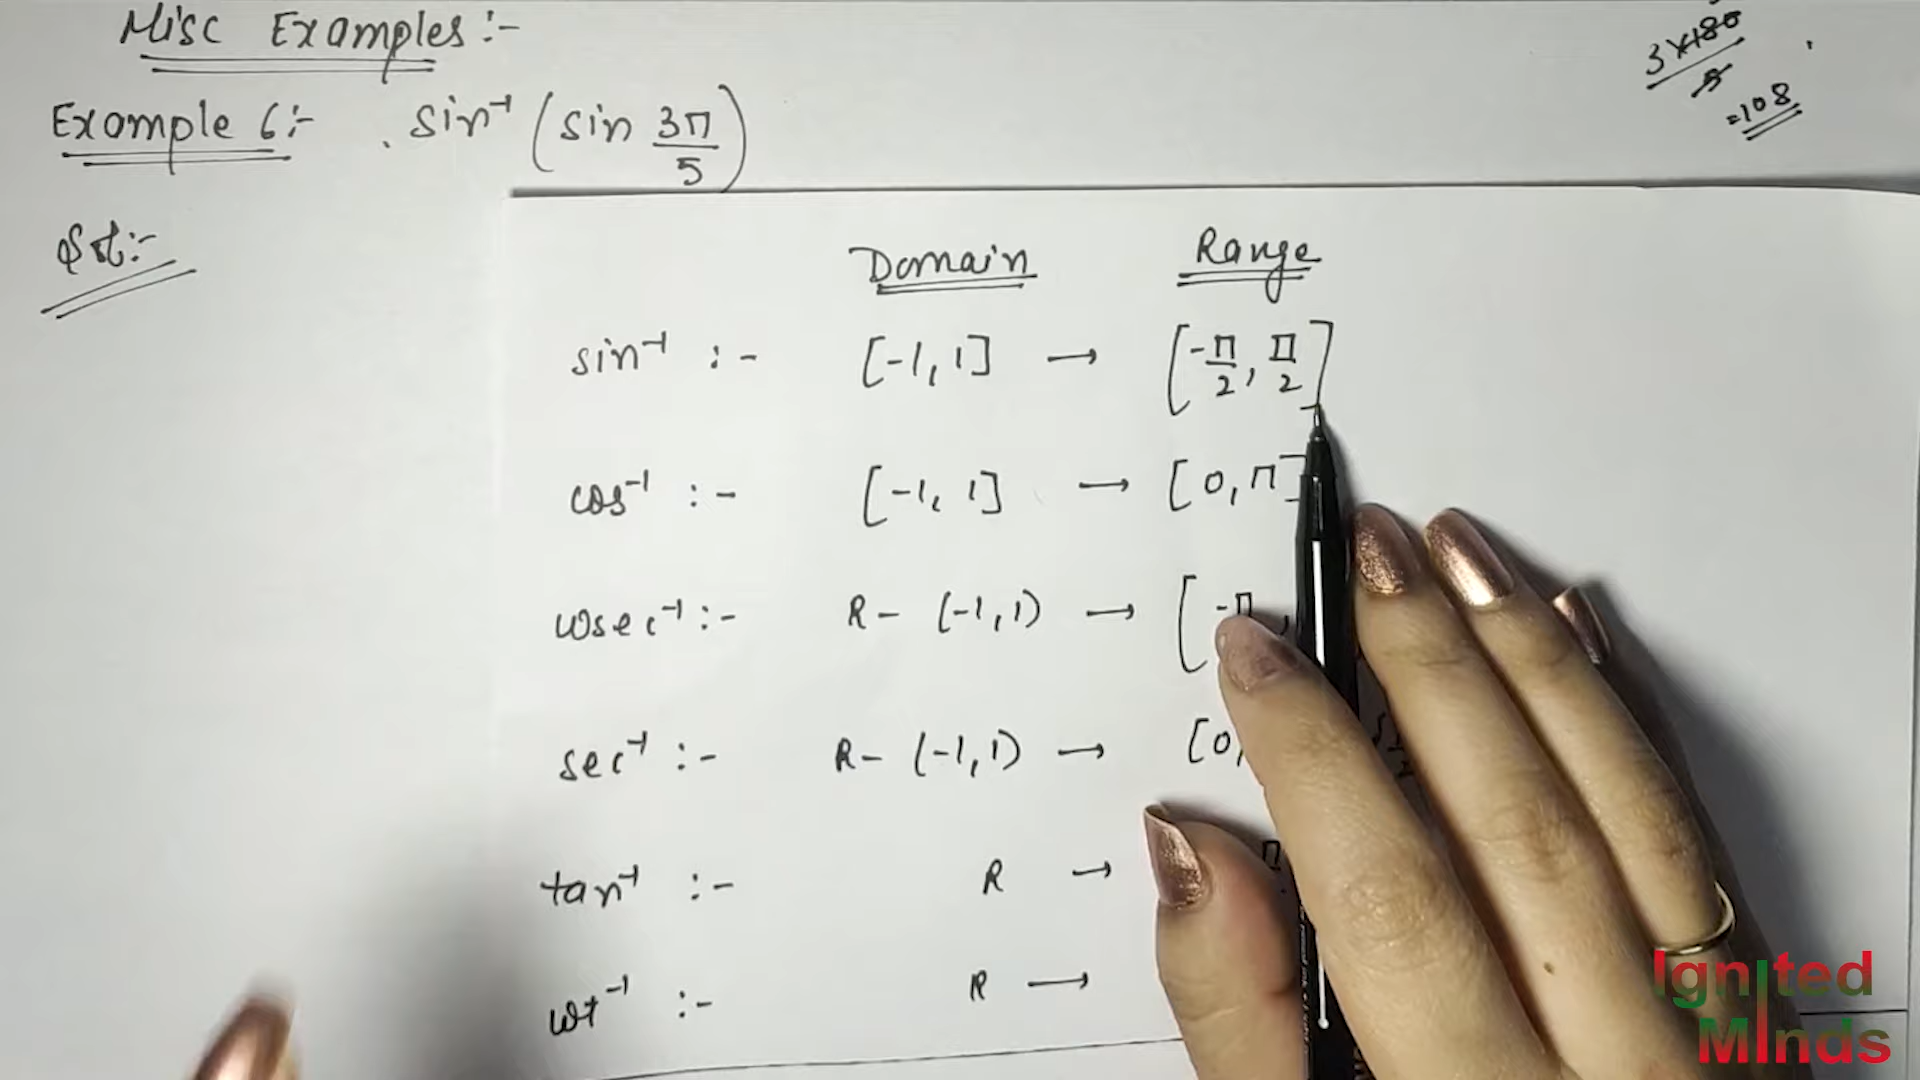 Misc Examples:-
3×180
5
=108
Example 6:- . sin⁻¹ (sin 3π/5)
Sol:-
Domain Range
sin⁻¹ :- [-1, 1] → [-π/2, π/2]
cos⁻¹ :- [-1, 1] → [0, π]
cosec⁻¹ :- R- (-1, 1) → [-π
sec⁻¹ :- R- (-1, 1) → [0,
tan⁻¹ :- R →
cot⁻¹ :- R →
Ignited
Minds